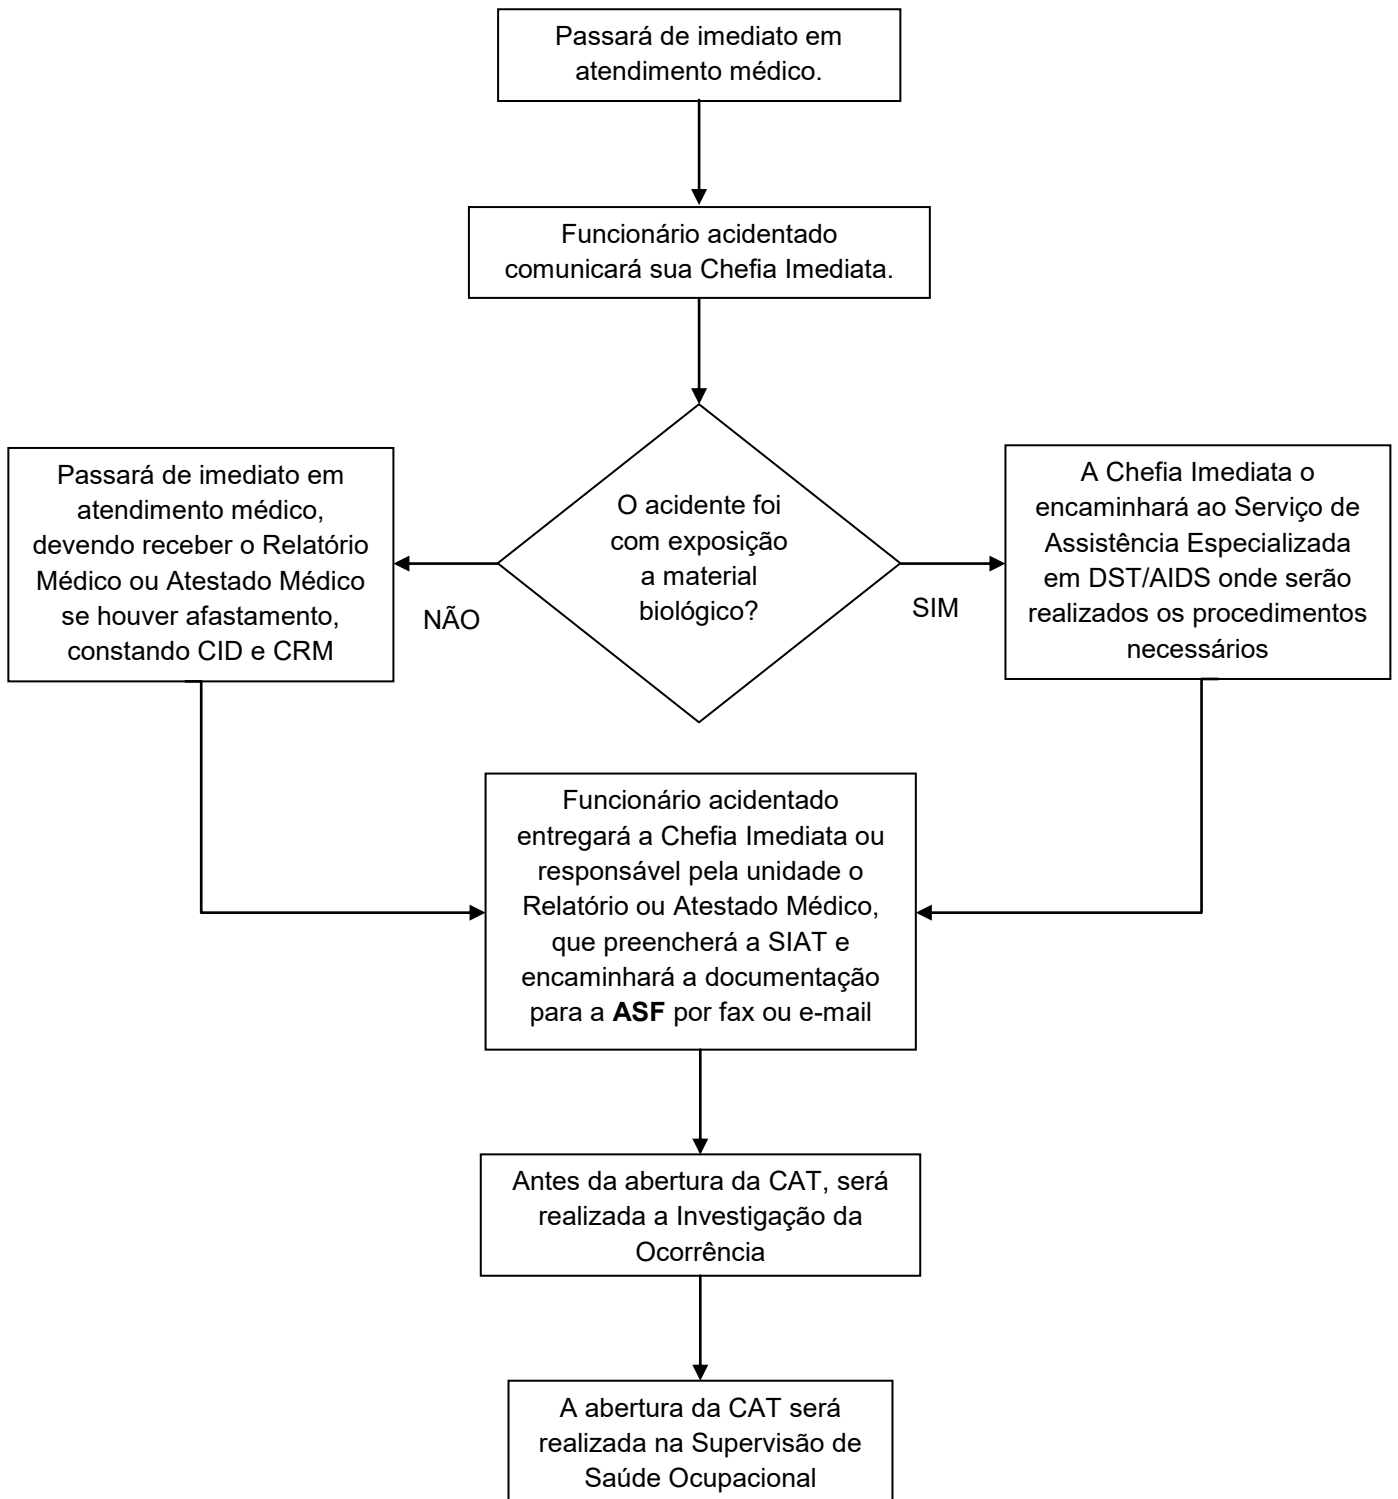 Passará de imediato em
atendimento médico.
Funcionário acidentado
comunicará sua Chefia Imediata.
Passará de imediato em
atendimento médico,
devendo receber o Relatório
Médico ou Atestado Médico
se houver afastamento,
constando CID e CRM
NÃO
O acidente foi
com exposição
a material
biológico?
SIM
A Chefia Imediata o
encaminhará ao Serviço de
Assistência Especializada
em DST/AIDS onde serão
realizados os procedimentos
necessários
Funcionário acidentado
entregará a Chefia Imediata ou
responsável pela unidade o
Relatório ou Atestado Médico,
que preencherá a SIAT e
encaminhará a documentação
para a ASF por fax ou e-mail
Antes da abertura da CAT, será
realizada a Investigação da
Ocorrência
A abertura da CAT será
realizada na Supervisão de
Saúde Ocupacional